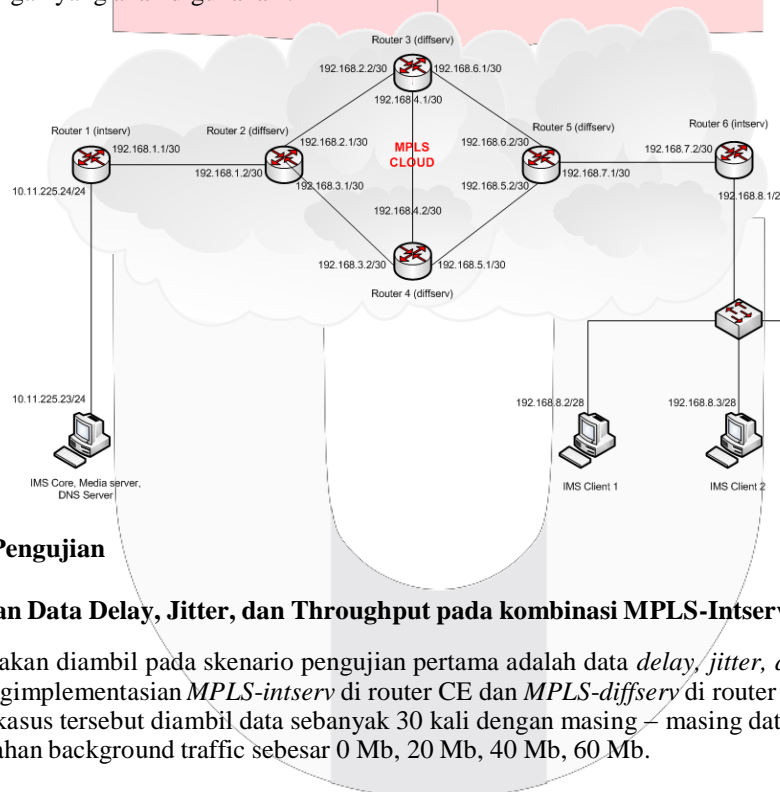 Router 3 (diffserv)
192.168.2.2/30 192.168.6.1/30
192.168.4.1/30
Router 1 (intserv) Router 2 (diffserv) Router 5 (diffserv) Router 6 (intserv)
192.168.1.1/30 192.168.2.1/30 MPLS 192.168.6.2/30 192.168.7.2/30
CLOUD
192.168.1.2/30 192.168.7.1/30
10.11.225.24/24 192.168.3.1/30 192.168.5.2/30 192.168.8.1/2
192.168.4.2/30
192.168.3.2/30 192.168.5.1/30
Router 4 (diffserv)
10.11.225.23/24 192.168.8.2/28 192.168.8.3/28
IMS Core, Media server, IMS Client 1 IMS Client 2
DNS Server
Pengujian
an Data Delay, Jitter, dan Throughput pada kombinasi MPLS-Intserv
akan diambil pada skenario pengujian pertama adalah data delay, jitter,
gimplementasian MPLS-intserv di router CE dan MPLS-diffserv di router
kasus tersebut diambil data sebanyak 30 kali dengan masing – masing dat
ahan background traffic sebesar 0 Mb, 20 Mb, 40 Mb, 60 Mb.